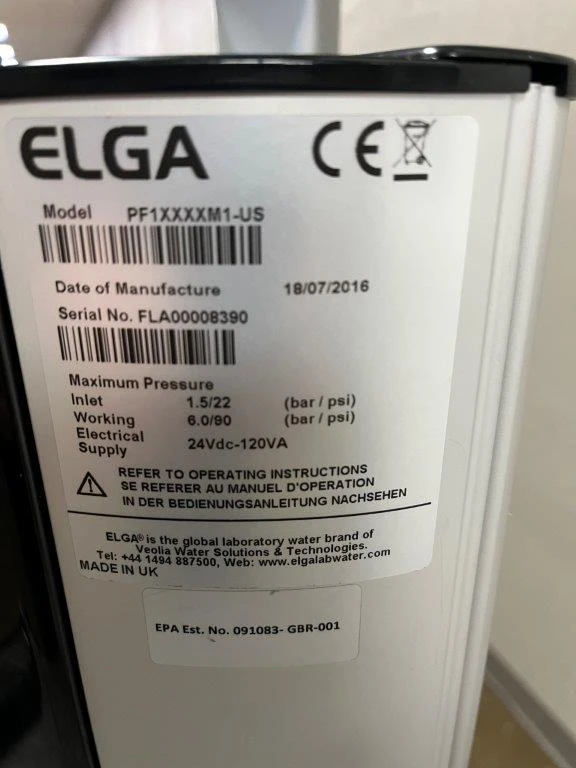 ELGA CE
Model PF1XXXXM1-US
Date of Manufacture 18/07/2016
Serial No. FLA00008390
Maximum Pressure
Inlet 1.5/22 (bar / psi)
Working 6.0/90 (bar / psi)
Electrical
Supply 24Vdc-120VA
REFER TO OPERATING INSTRUCTIONS
SE REFERER AU MANUEL D'OPERATION
IN DER BEDIENUNGSANLEITUNG NACHSEHEN
ELGA® is the global laboratory water brand of
Veolia Water Solutions & Technologies.
Tel: +44 1494 887500, Web: www.elgalabwater.com
MADE IN UK
EPA Est. No. 091083- GBR-001